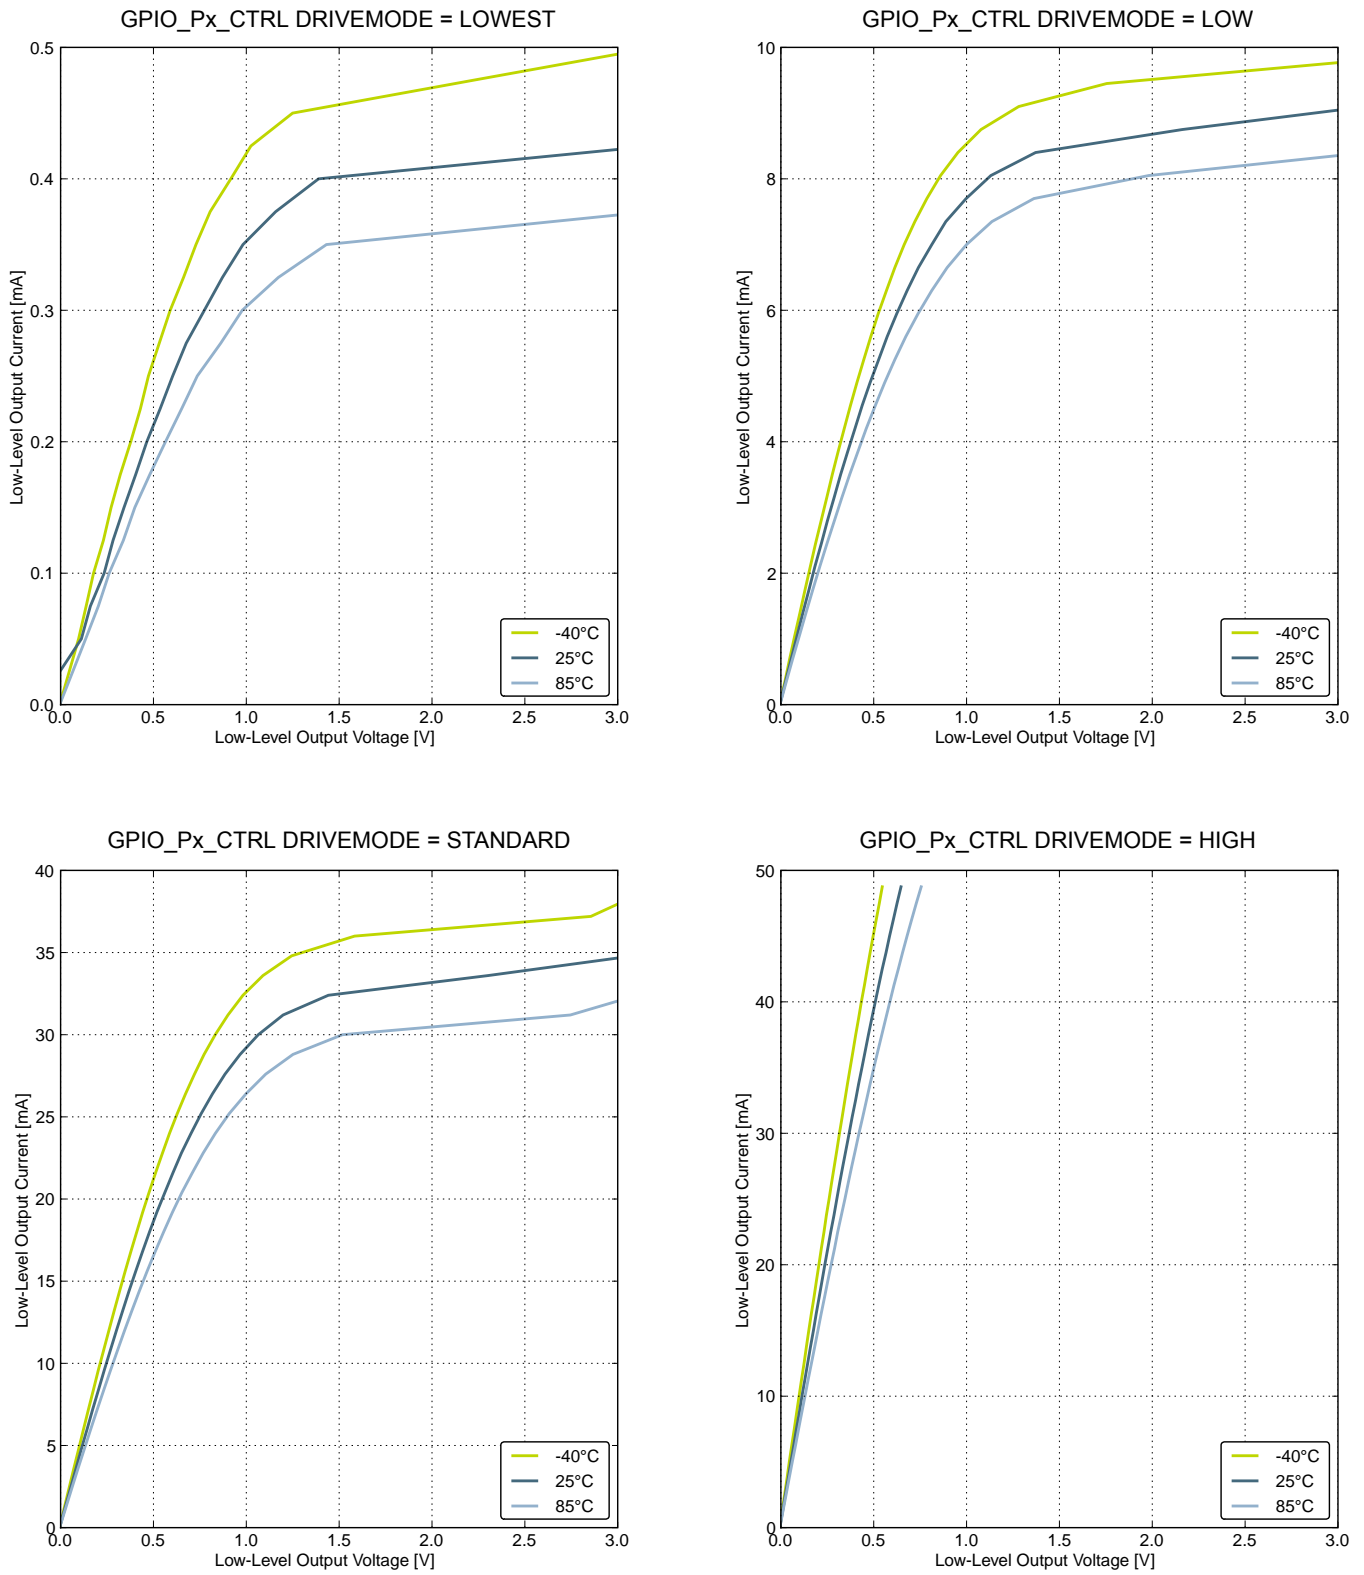 GPIO_Px_CTRL DRIVEMODE = LOWEST
0.5
0.4
0.3
0.2
0.1
0.0
Low-Level Output Current [mA]
-40°C
25°C
85°C
0.0 0.5 1.0 1.5 2.0 2.5 3.0
Low-Level Output Voltage [V]
GPIO_Px_CTRL DRIVEMODE = LOW
10
8
6
4
2
0
Low-Level Output Current [mA]
-40°C
25°C
85°C
0.0 0.5 1.0 1.5 2.0 2.5 3.0
Low-Level Output Voltage [V]
GPIO_Px_CTRL DRIVEMODE = STANDARD
40
35
30
25
20
15
10
5
0
Low-Level Output Current [mA]
-40°C
25°C
85°C
0.0 0.5 1.0 1.5 2.0 2.5 3.0
Low-Level Output Voltage [V]
GPIO_Px_CTRL DRIVEMODE = HIGH
50
40
30
20
10
0
Low-Level Output Current [mA]
-40°C
25°C
85°C
0.0 0.5 1.0 1.5 2.0 2.5 3.0
Low-Level Output Voltage [V]